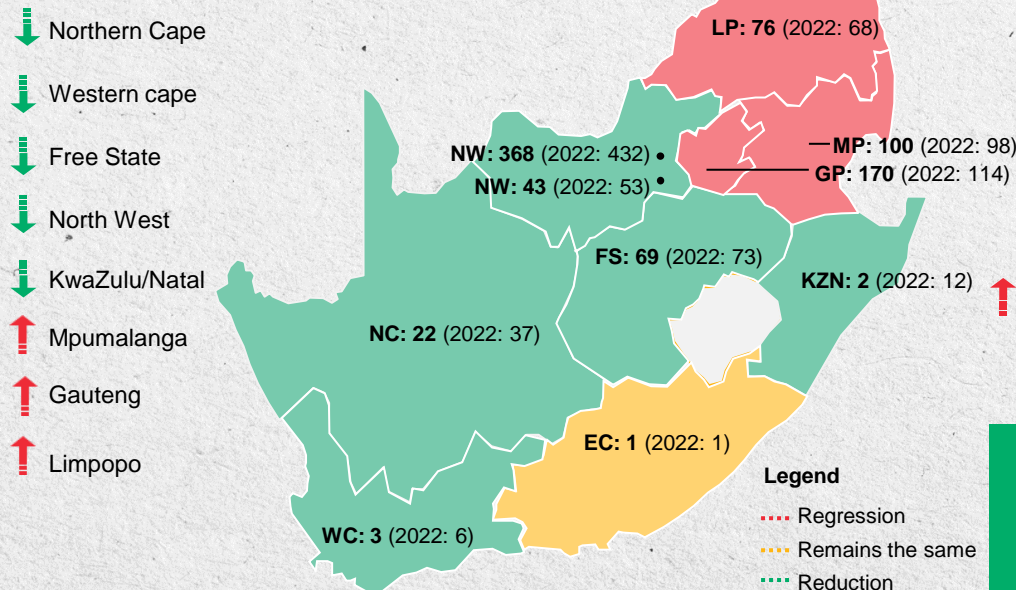 Northern Cape
Western cape
Free State
North West
KwaZulu/Natal
Mpumalanga
Gauteng
Limpopo
LP: 76 (2022: 68)
MP: 100 (2022: 98)
GP: 170 (2022: 114)
NW: 368 (2022: 432)
NW: 43 (2022: 53)
FS: 69 (2022: 73)
KZN: 2 (2022: 12)
NC: 22 (2022: 37)
EC: 1 (2022: 1)
WC: 3 (2022: 6)
Legend
Regression
Remains the same
Reduction